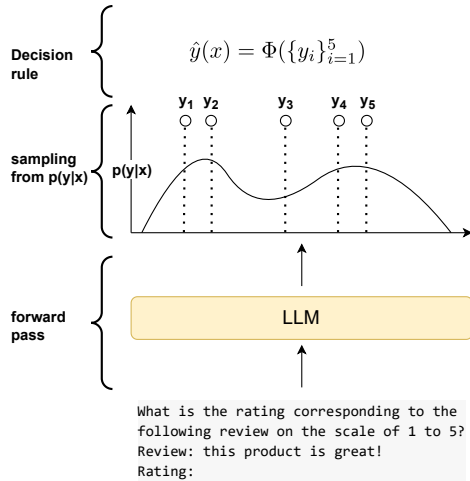 Decision
rule
ŷ(x) = Φ({y_i}_{i=1}^5)
y₁ y₂ y₃ y₄ y₅
sampling
from p(y|x)
p(y|x)
forward
pass
LLM
What is the rating corresponding to the
following review on the scale of 1 to 5?
Review: this product is great!
Rating: